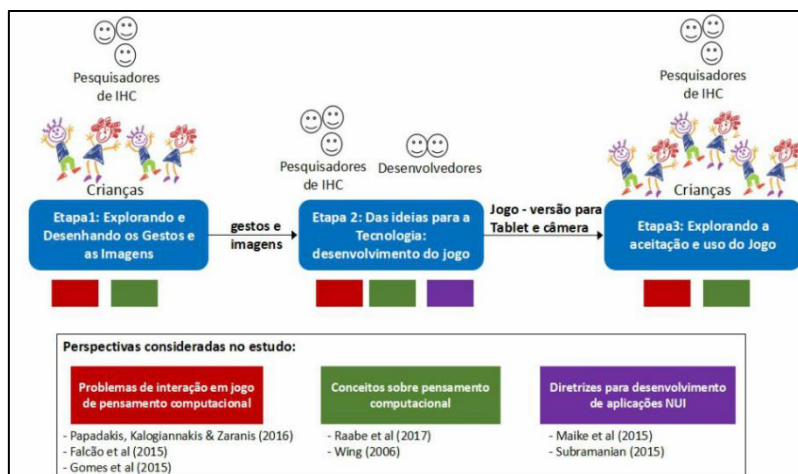 Pesquisadores
de IHC
Crianças
Etapa1: Explorando e
Desenhando os Gestos e
as Imagens
gestos e
imagens
Pesquisadores
de IHC
Desenvolvedores
Etapa 2: Das ideias para a
Tecnologia:
desenvolvimento do jogo
Jogo - versão para
Tablet e câmera
Pesquisadores
de IHC
Crianças
Etapa3: Explorando a
aceitação e uso do Jogo
Perspectivas consideradas no estudo:
Problemas de interação em jogo
de pensamento computacional
- Papadakis, Kalogiannakis & Zaranis (2016)
- Falcão et al (2015)
- Gomes et al (2015)
Conceitos sobre pensamento
computacional
- Raabe et al (2017)
- Wing (2006)
Diretrizes para desenvolvimento
de aplicações NUI
- Maike et al (2015)
- Subramanian (2015)